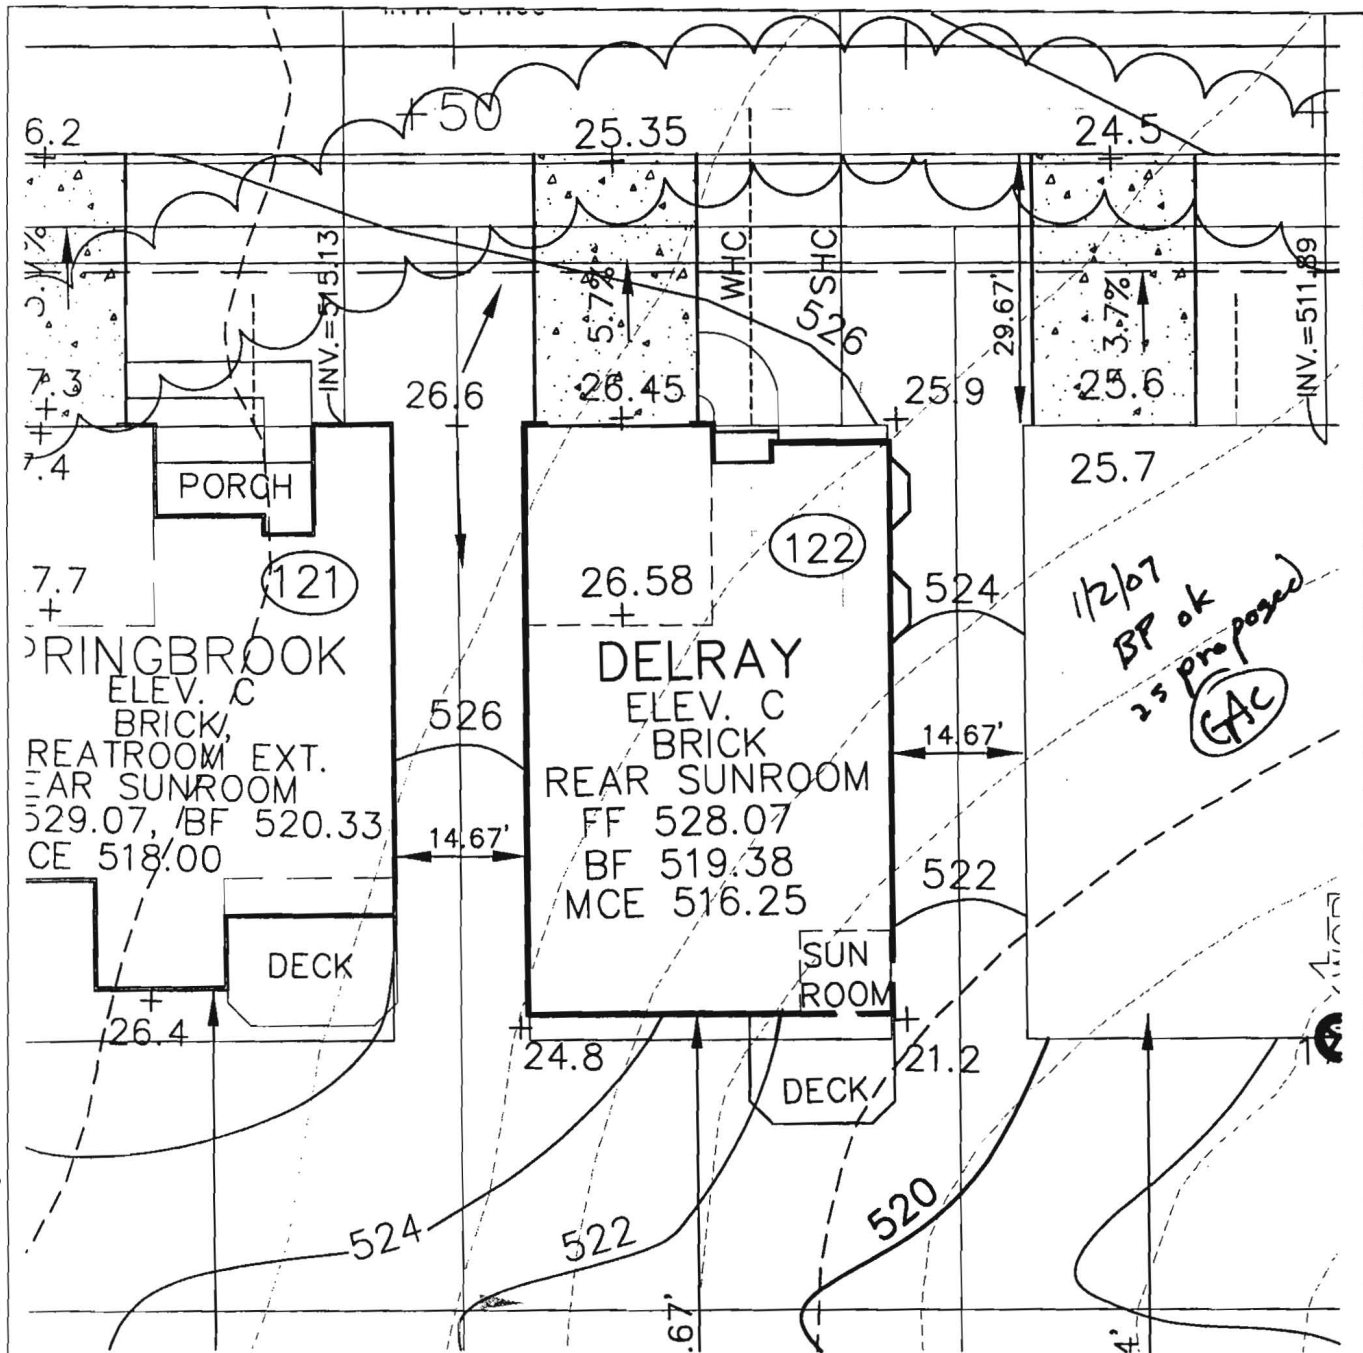 +50
6.2
25.35
24.5
INV.=515.13
WHC
SHC
5.7%
526
29.67'
3.7%
INV.=511.89
7.3
26.6
26.45
25.9
25.6
7.4
25.7
PORCH
121
122
7.7
26.58
524
1/2/07
BP ok
as proposed
GAC
PRINGBROOK
ELEV. C
BRICK,
REATROOM EXT.
EAR SUNROOM
529.07, BF 520.33
CE 518.00
526
14.67'
DELRAY
ELEV. C
BRICK
REAR SUNROOM
FF 528.07
BF 519.38
MCE 516.25
14.67'
522
DECK
SUN
ROOM
26.4
24.8
21.2
DECK
524
522
520
.67'
4'